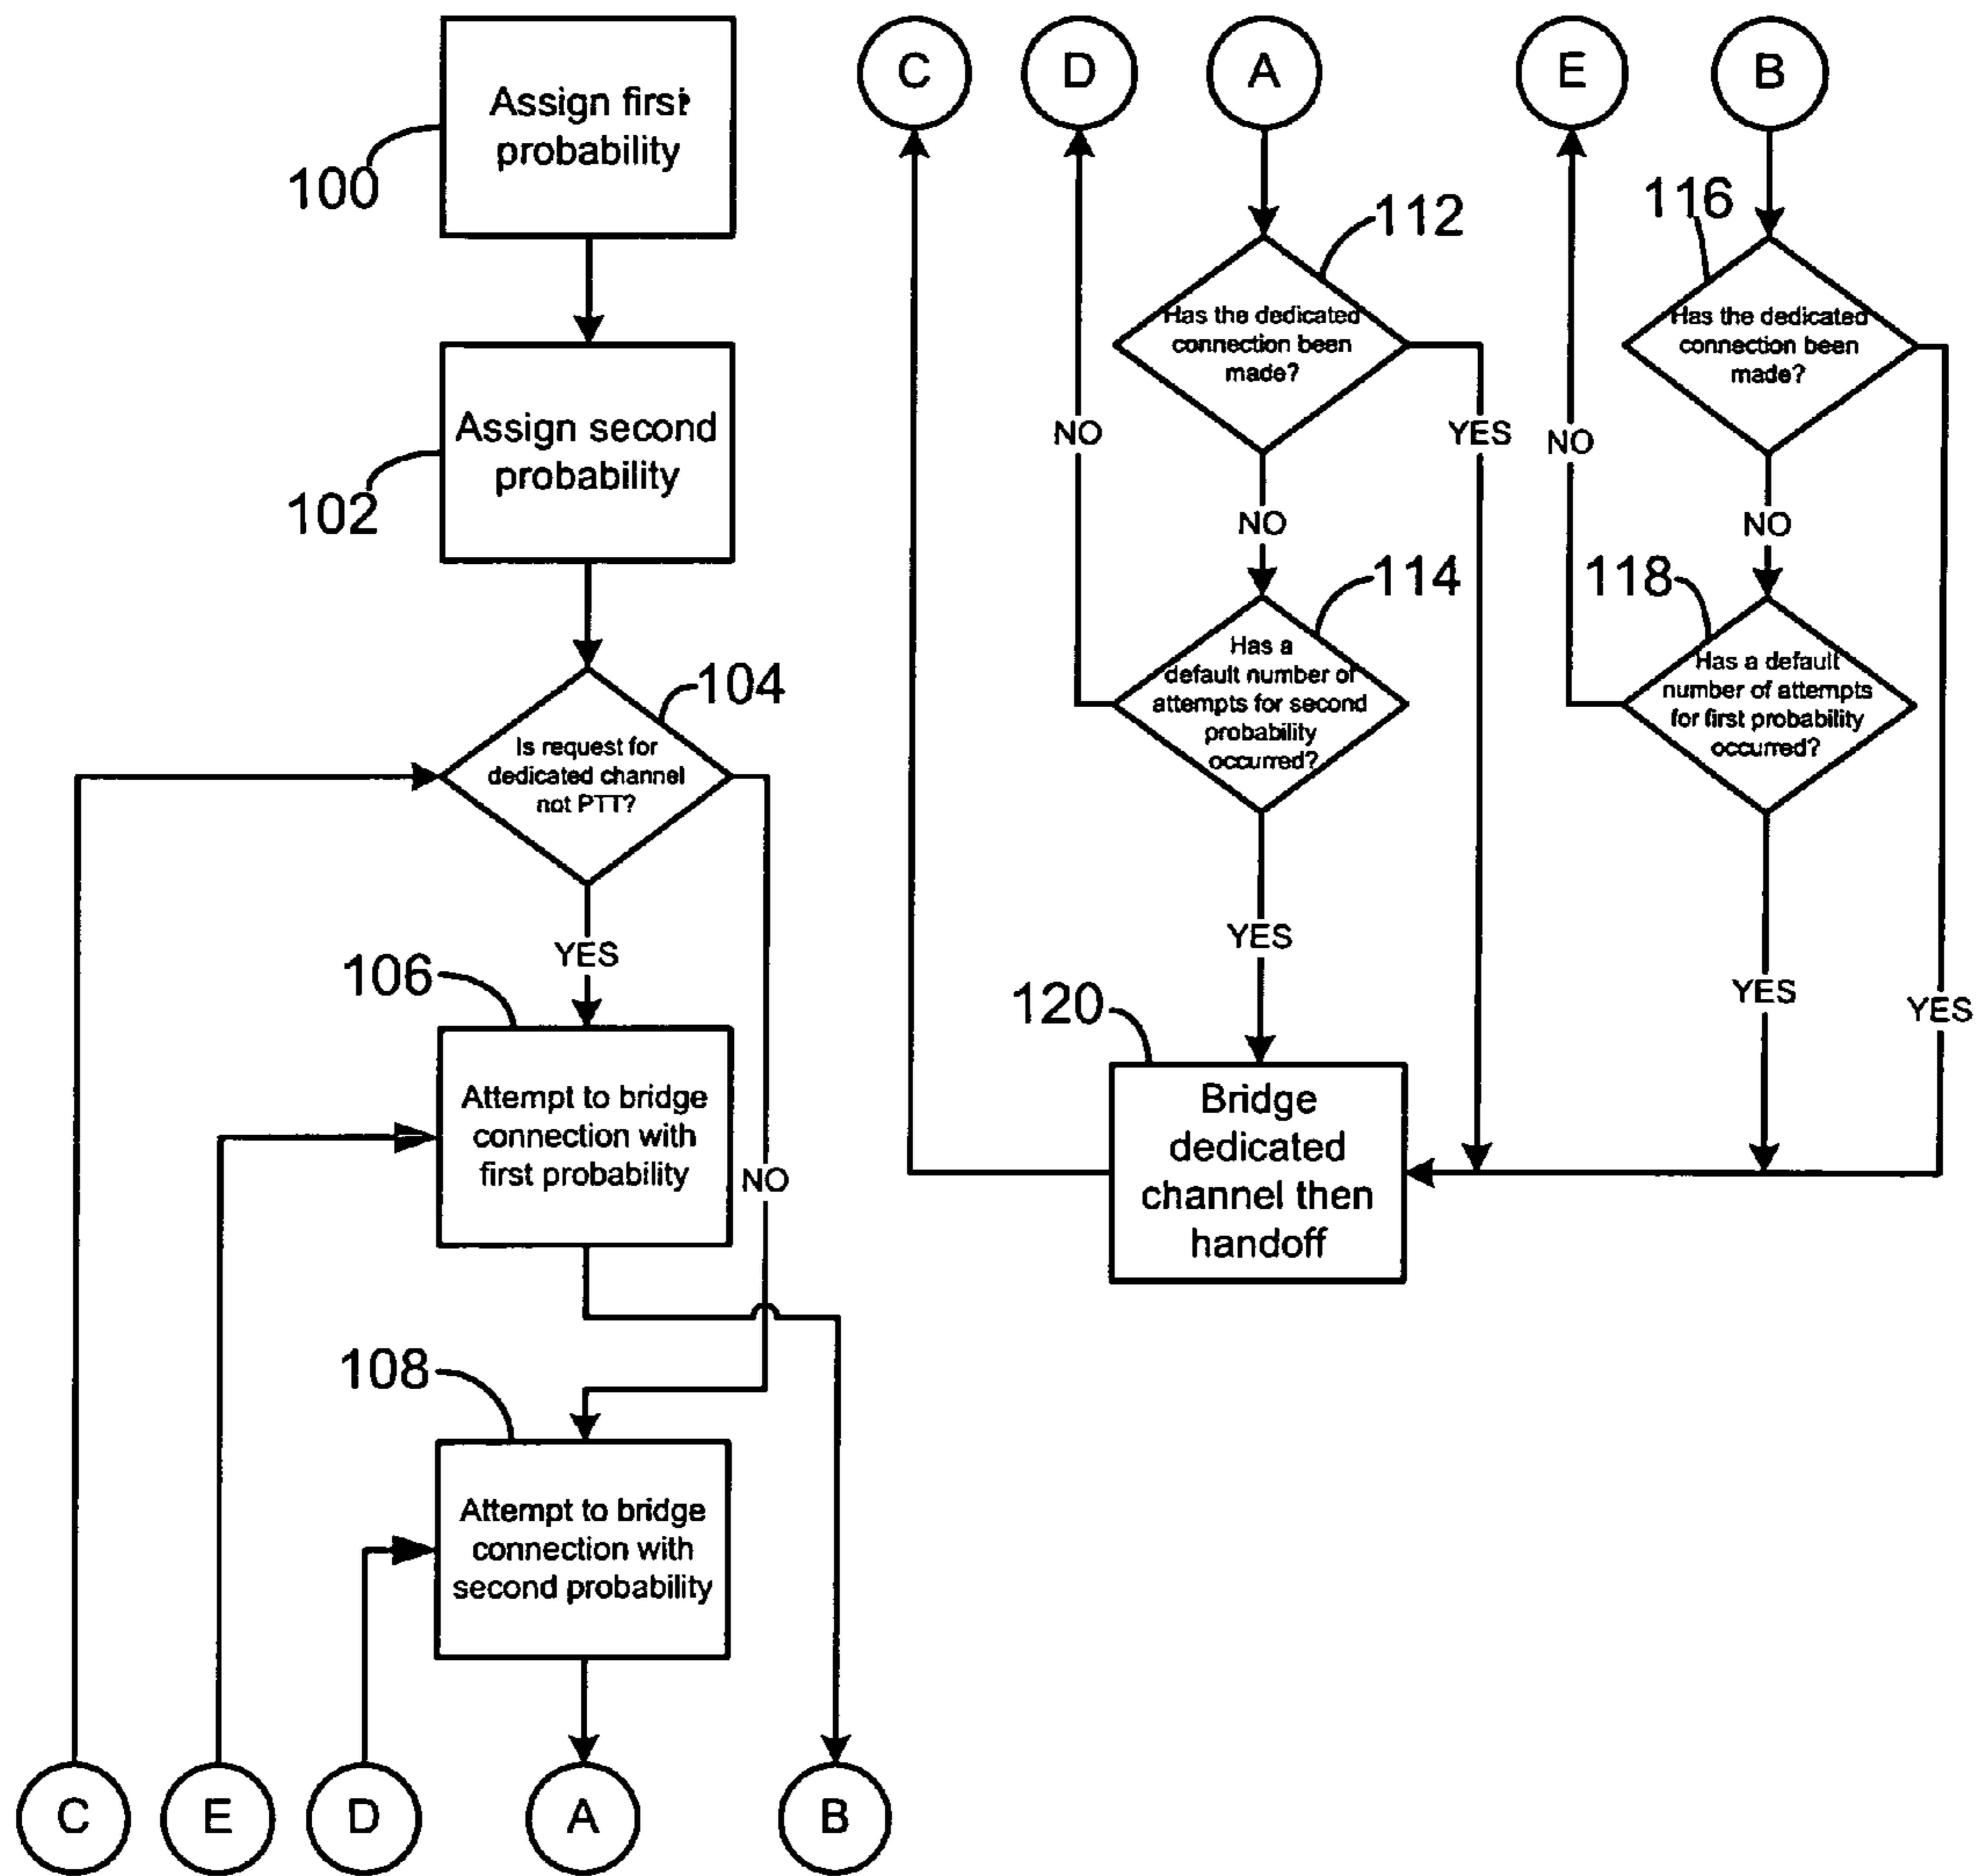 Assign first
probability
100
Assign second
probability
102
104
Is request for
dedicated channel
not PTT?
YES
NO
106
Attempt to bridge
connection with
first probability
108
Attempt to bridge
connection with
second probability
C
E
D
A
B
C
D
A
E
B
112
Has the dedicated
connection been
made?
NO
YES
NO
114
Has a
default number of
attempts for second
probability
occurred?
YES
116
Has the dedicated
connection been
made?
NO
NO
YES
118
Has a default
number of attempts
for first probability
occurred?
YES
120
Bridge
dedicated
channel then
handoff